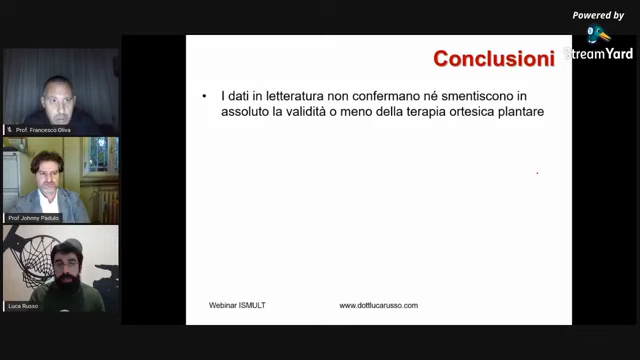 Powered by
StreamYard
Conclusioni
• I dati in letteratura non confermano né smentiscono in
assoluto la validità o meno della terapia ortesica plantare
Prof. Francesco Oliva
Prof Johnny Padulo
Luca Russo
Webinar ISMULT
www.dottlucarusso.com